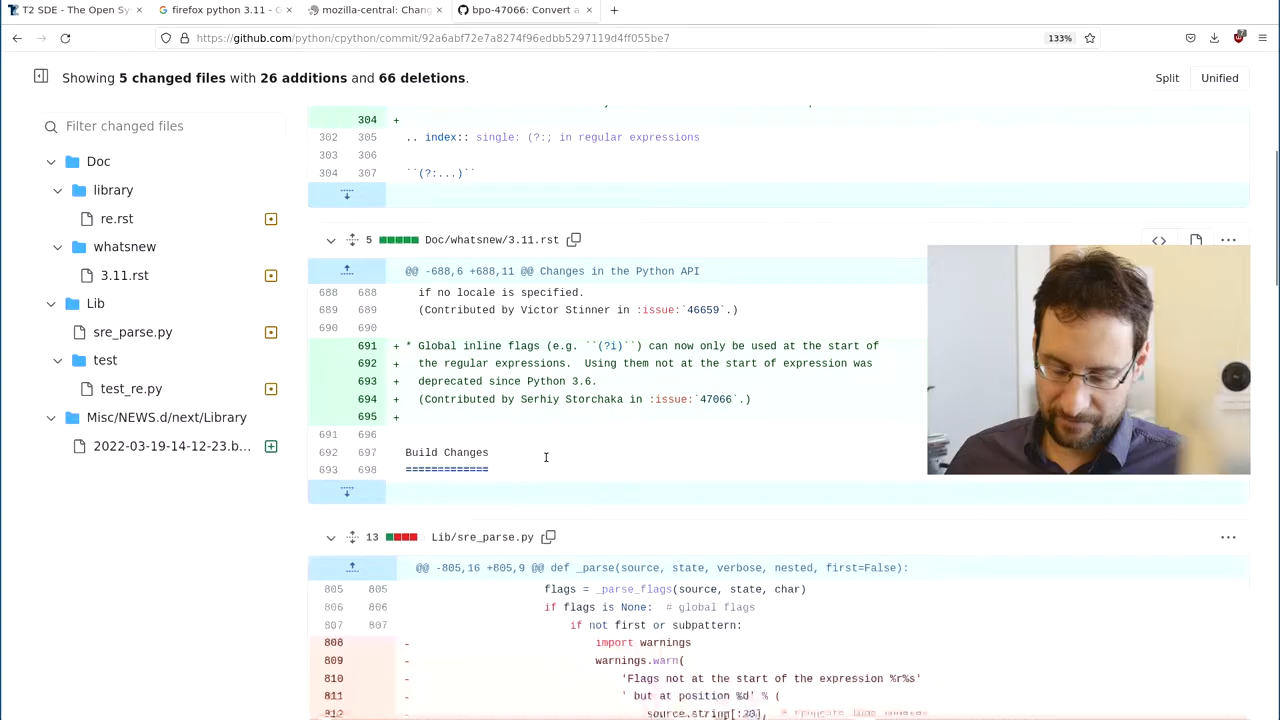 T2 SDE - The Open Sy
firefox python 3.11 - G
mozilla-central: Chang
bpo-47066: Convert a
https://github.com/python/cpython/commit/92a6abf72e7a8274f96edbb5297119d4ff055be7
133%
Showing 5 changed files with 26 additions and 66 deletions.
Split Unified
Filter changed files
Doc
library
re.rst
whatsnew
3.11.rst
Lib
sre_parse.py
test
test_re.py
Misc/NEWS.d/next/Library
2022-03-19-14-12-23.b...
304 +
302 305 .. index:: single: (?:; in regular expressions
303 306
304 307 ``(?:...)``
5 Doc/whatsnew/3.11.rst
@@ -688,6 +688,11 @@ Changes in the Python API
688 688 if no locale is specified.
689 689 (Contributed by Victor Stinner in :issue:`46659`.)
690 690
691 + * Global inline flags (e.g. ``(?i)``) can now only be used at the start of
692 + the regular expressions. Using them not at the start of expression was
693 + deprecated since Python 3.6.
694 + (Contributed by Serhiy Storchaka in :issue:`47066`.)
695 +
691 696
692 697 Build Changes
693 698 =============
13 Lib/sre_parse.py
@@ -805,16 +805,9 @@ def _parse(source, state, verbose, nested, first=False):
805 805 flags = _parse_flags(source, state, char)
806 806 if flags is None: # global flags
807 807 if not first or subpattern:
808 - import warnings
809 - warnings.warn(
810 - 'Flags not at the start of the expression %r%s'
811 - ' but at position %d' % (
812 - source.string[:20],